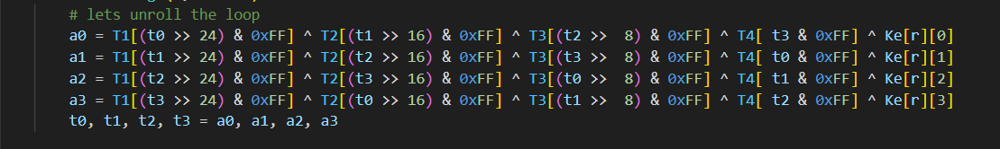 # lets unroll the loop
a0 = T1[(t0 >> 24) & 0xFF] ^ T2[(t1 >> 16) & 0xFF] ^ T3[(t2 >>  8) & 0xFF] ^ T4[ t3 & 0xFF] ^ Ke[r][0]
a1 = T1[(t1 >> 24) & 0xFF] ^ T2[(t2 >> 16) & 0xFF] ^ T3[(t3 >>  8) & 0xFF] ^ T4[ t0 & 0xFF] ^ Ke[r][1]
a2 = T1[(t2 >> 24) & 0xFF] ^ T2[(t3 >> 16) & 0xFF] ^ T3[(t0 >>  8) & 0xFF] ^ T4[ t1 & 0xFF] ^ Ke[r][2]
a3 = T1[(t3 >> 24) & 0xFF] ^ T2[(t0 >> 16) & 0xFF] ^ T3[(t1 >>  8) & 0xFF] ^ T4[ t2 & 0xFF] ^ Ke[r][3]
t0, t1, t2, t3 = a0, a1, a2, a3